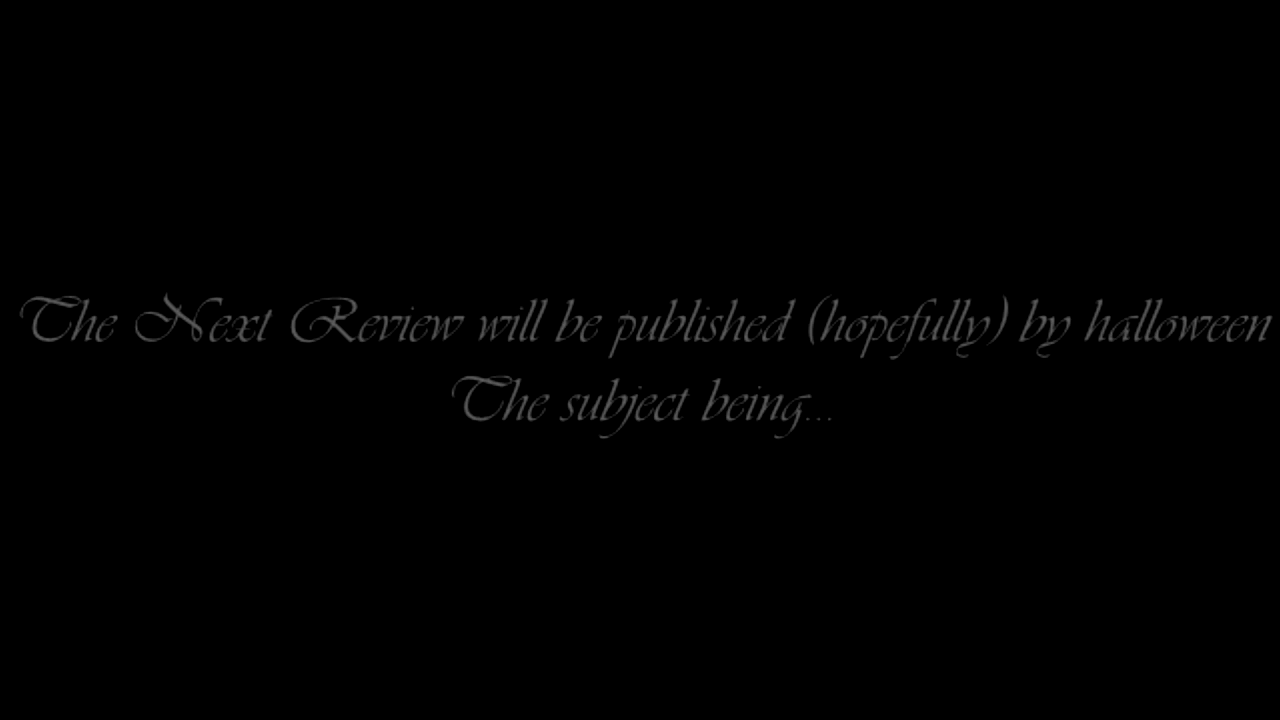 The Next Review will be published (hopefully) by halloween
The subject being...